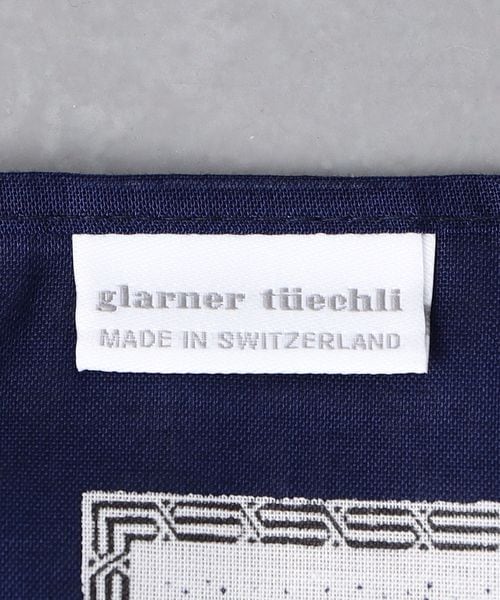 glarner tüechli
MADE IN SWITZERLAND